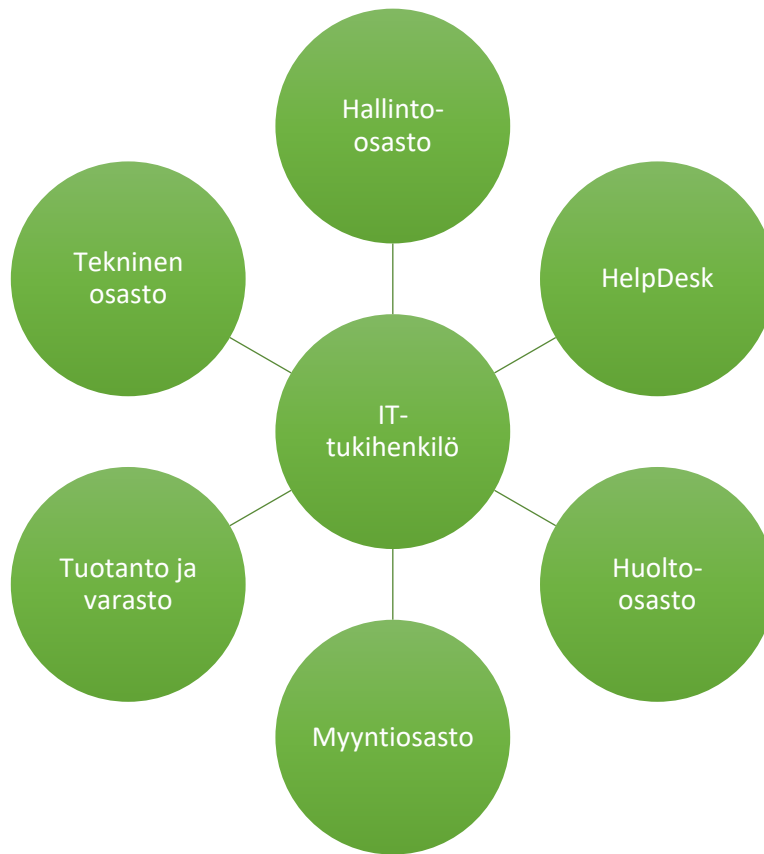 Hallinto-
osasto
Tekninen
osasto
HelpDesk
IT-
tukihenkilö
Tuotanto ja
varasto
Huolto-
osasto
Myyntiosasto